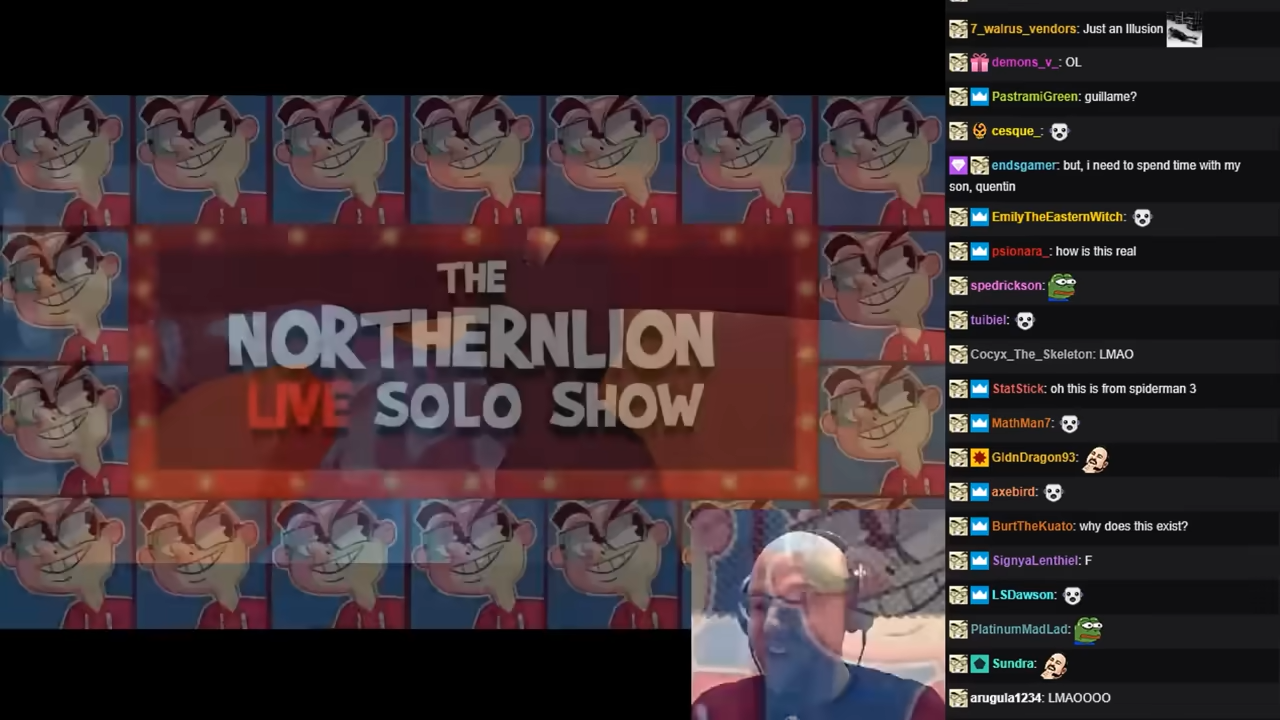 THE
NORTHERNLION
LIVE SOLO SHOW
7_walrus_vendors: Just an Illusion
demons_v_: OL
PastramiGreen: guillame?
cesque_:
endsgamer: but, i need to spend time with my
son, quentin
EmilyTheEasternWitch:
psionara_: how is this real
spedrickson:
tuibiel:
Cocyx_The_Skeleton: LMAO
StatStick: oh this is from spiderman 3
MathMan7:
GldnDragon93:
axebird:
BurtTheKuato: why does this exist?
SignyaLenthiel: F
LSDawson:
PlatinumMadLad:
Sundra:
arugula1234: LMAOOOO